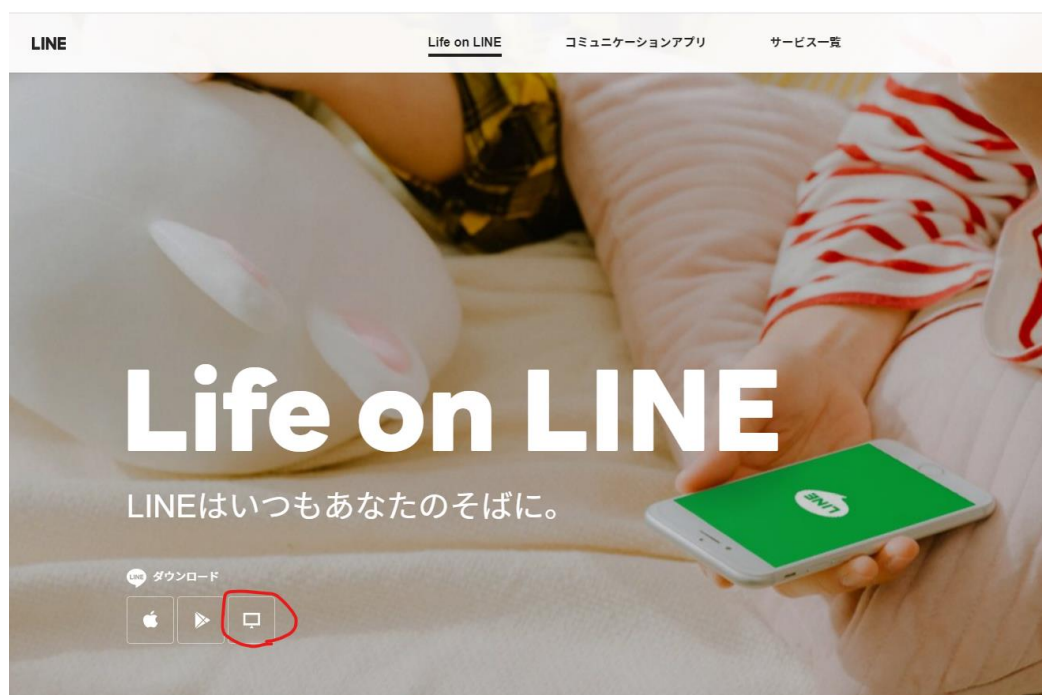 LINE
Life on LINE
コミュニケーションアプリ
サービス一覧
Life on LINE
LINEはいつもあなたのそばに。
LINE
LINE ダウンロード